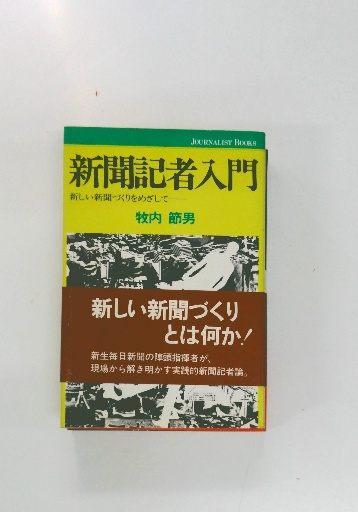 JOURNALIST BOOKS
新聞記者入門
新しい新聞づくりをめざして——
牧内 節男
新しい新聞づくり
とは何か!
新生毎日新聞の陣頭指揮者が、
現場から解き明かす実践的新聞記者論。